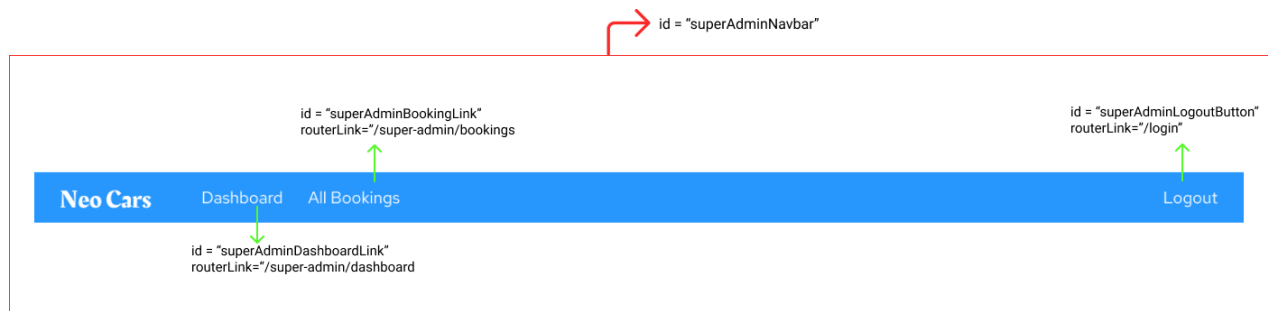 id = “superAdminNavbar”
id = “superAdminBookingLink”
routerLink=”/super-admin/bookings
id = “superAdminLogoutButton”
routerLink=”/login”
Neo Cars
Dashboard
All Bookings
Logout
id = “superAdminDashboardLink”
routerLink=”/super-admin/dashboard